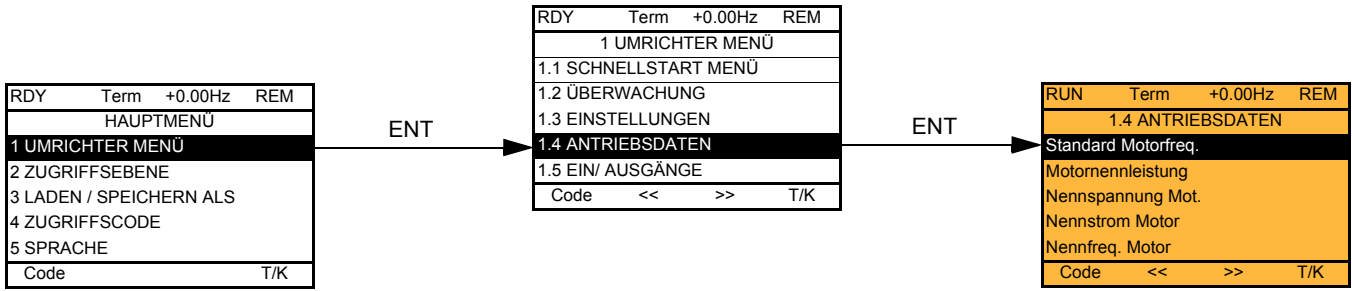 RDY Term +0.00Hz REM
HAUPTMENÜ
1 UMRICHTER MENÜ
2 ZUGRIFFSEBENE
3 LADEN / SPEICHERN ALS
4 ZUGRIFFSCODE
5 SPRACHE
Code T/K
ENT
RDY Term +0.00Hz REM
1 UMRICHTER MENÜ
1.1 SCHNELLSTART MENÜ
1.2 ÜBERWACHUNG
1.3 EINSTELLUNGEN
1.4 ANTRIEBSDATEN
1.5 EIN/ AUSGÄNGE
Code << >> T/K
ENT
RUN Term +0.00Hz REM
1.4 ANTRIEBSDATEN
Standard Motorfreq.
Motornennleistung
Nennspannung Mot.
Nennstrom Motor
Nennfreq. Motor
Code << >> T/K